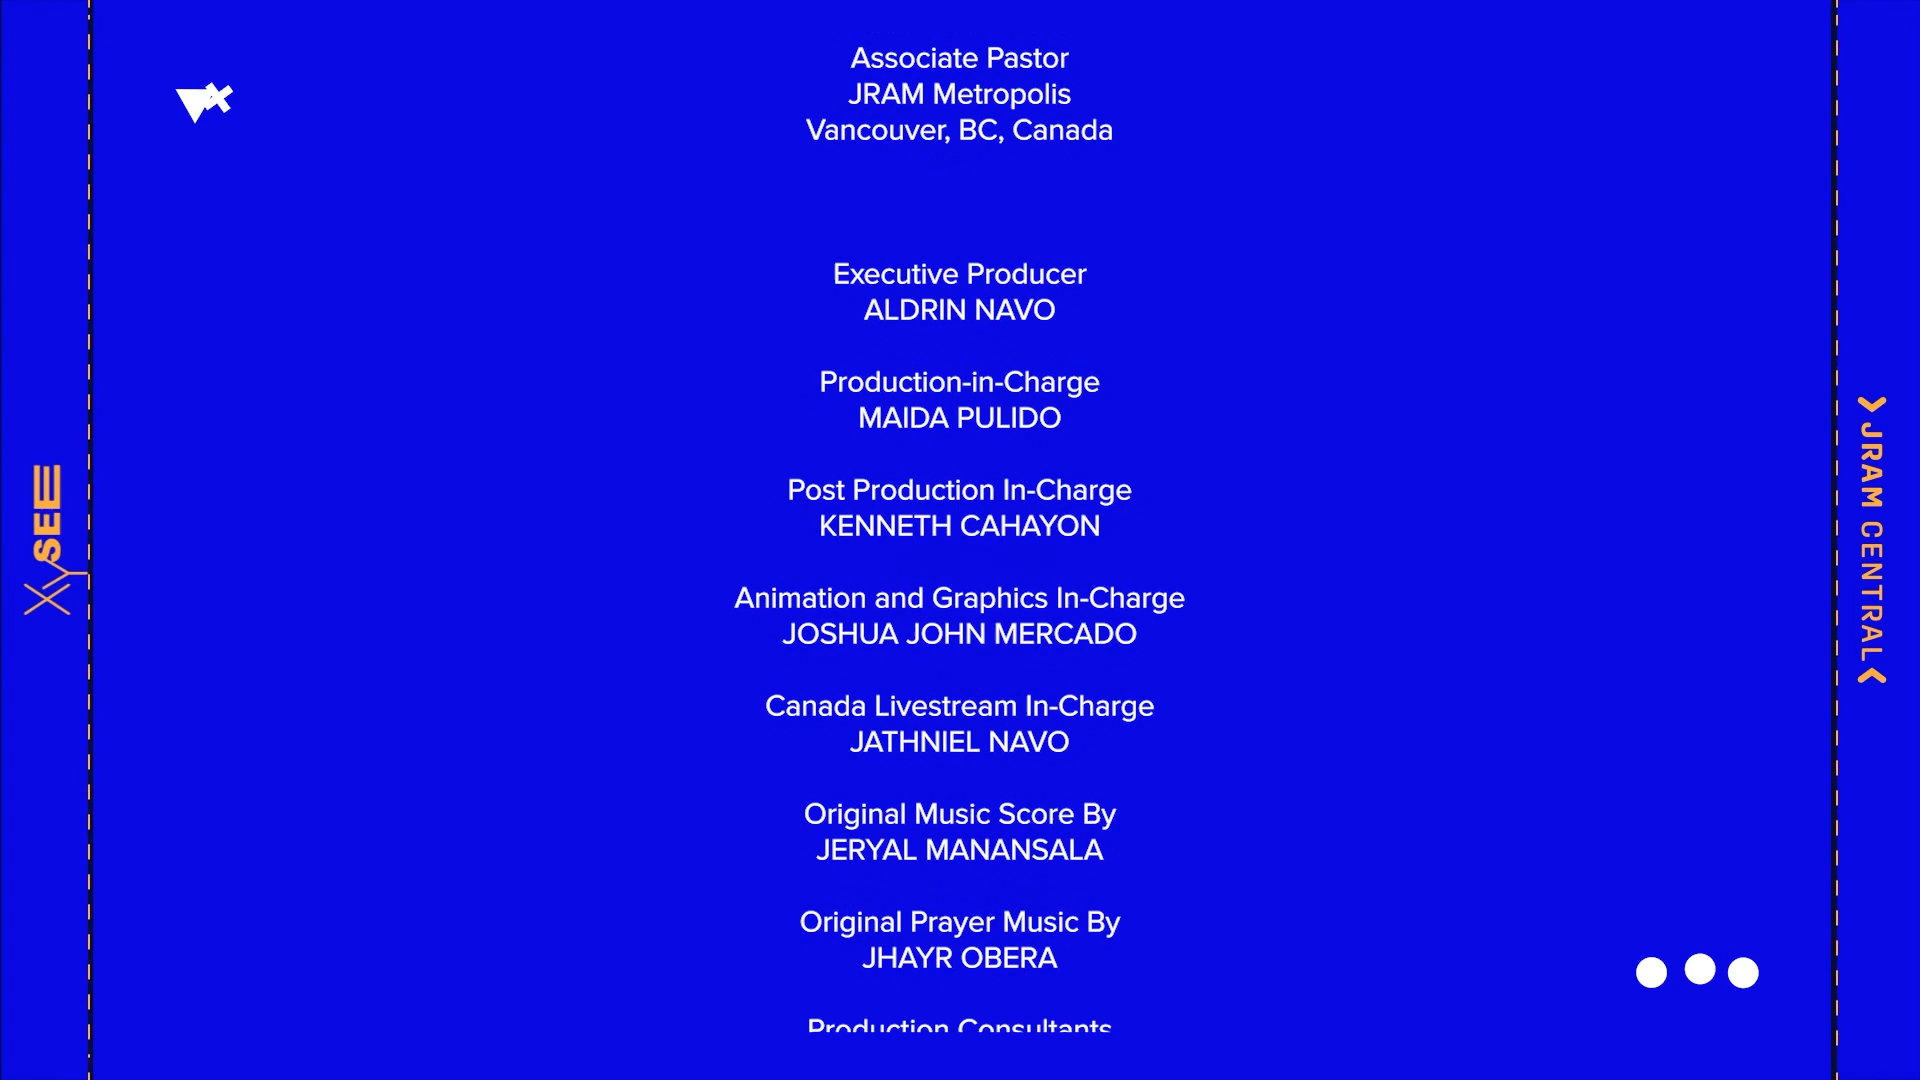 Associate Pastor
JRAM Metropolis
Vancouver, BC, Canada
Executive Producer
ALDRIN NAVO
Production-in-Charge
MAIDA PULIDO
Post Production In-Charge
KENNETH CAHAYON
Animation and Graphics In-Charge
JOSHUA JOHN MERCADO
Canada Livestream In-Charge
JATHNIEL NAVO
Original Music Score By
JERYAL MANANSALA
Original Prayer Music By
JHAYR OBERA
Production Consultants
XYSEE
JRAM CENTRAL